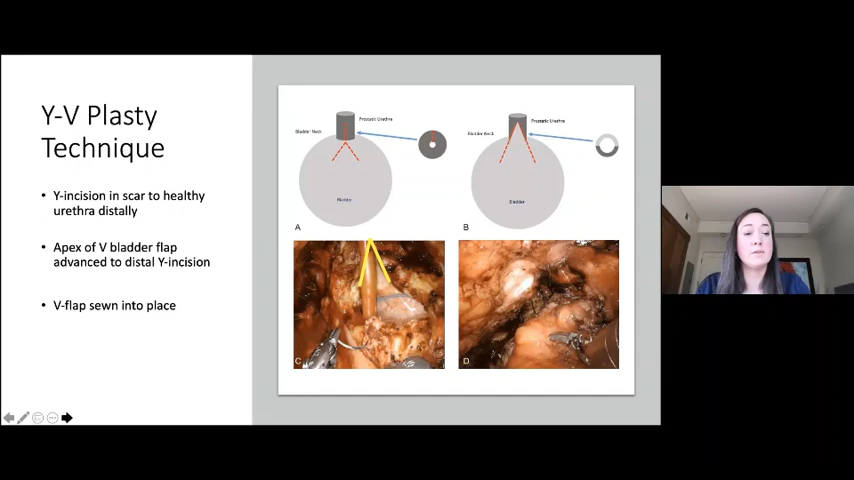 Y-V Plasty
Technique
• Y-incision in scar to healthy
urethra distally
• Apex of V bladder flap
advanced to distal Y-incision
• V-flap sewn into place
Prostatic Urethra
Bladder Neck
Bladder
A
Prostatic Urethra
Bladder Neck
Bladder
B
C
D